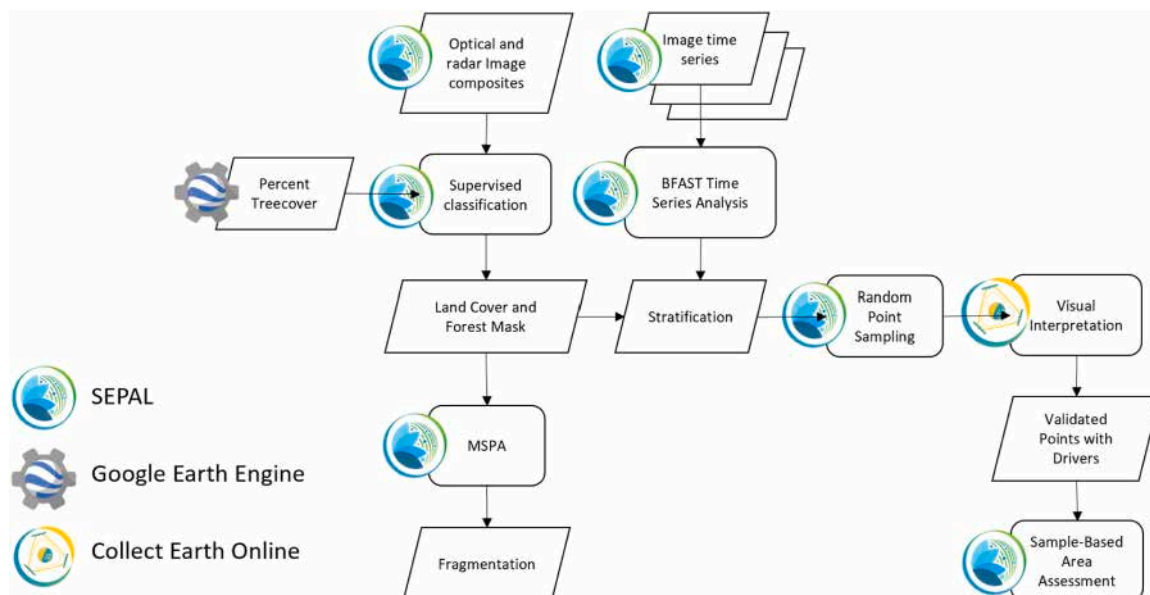 Optical and
radar Image
composites
Image time
series
Percent
Treecover
Supervised
classification
BFAST Time
Series Analysis
Land Cover and
Forest Mask
Stratification
Random
Point
Sampling
Visual
Interpretation
SEPAL
MSPA
Validated
Points with
Drivers
Google Earth Engine
Collect Earth Online
Fragmentation
Sample-Based
Area
Assessment